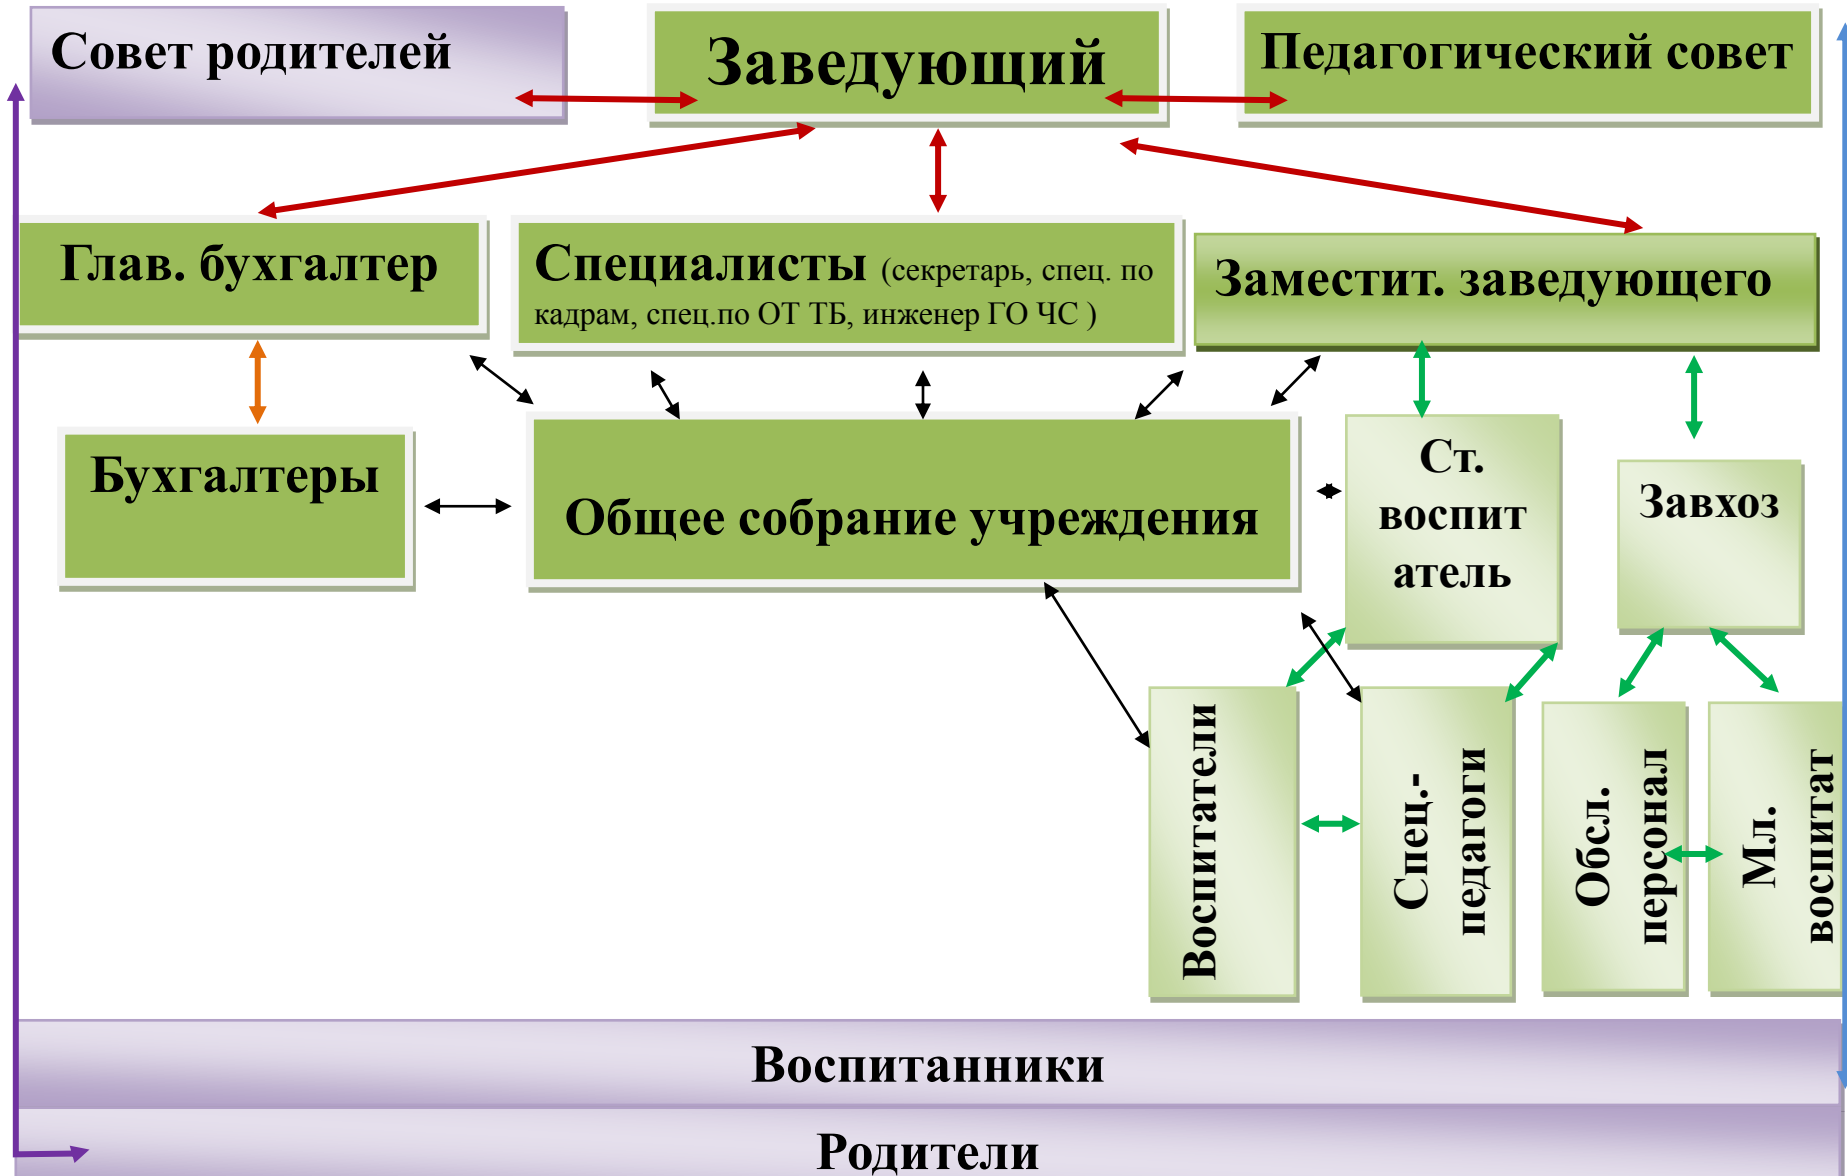 Совет родителей
Заведующий
Педагогический совет
Глав. бухгалтер
Специалисты (секретарь, спец. по
кадрам, спец.по ОТ ТБ, инженер ГО ЧС )
Заместит. заведующего
Бухгалтеры
Общее собрание учреждения
Ст.
воспит
атель
Завхоз
Воспитатели
Спец.-
педагоги
Обсл.
персонал
Мл.
воспитат
Воспитанники
Родители